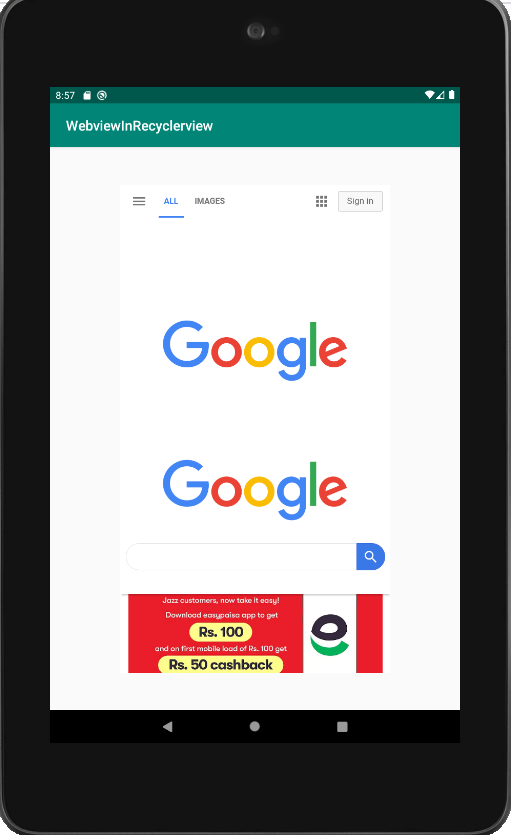 8:57
WebviewInRecyclerview
ALL IMAGES Sign in
Google
Google
Jazz customers, now take it easy!
Download easypaisa app to get
Rs. 100
and on first mobile load of Rs. 100 get
Rs. 50 cashback